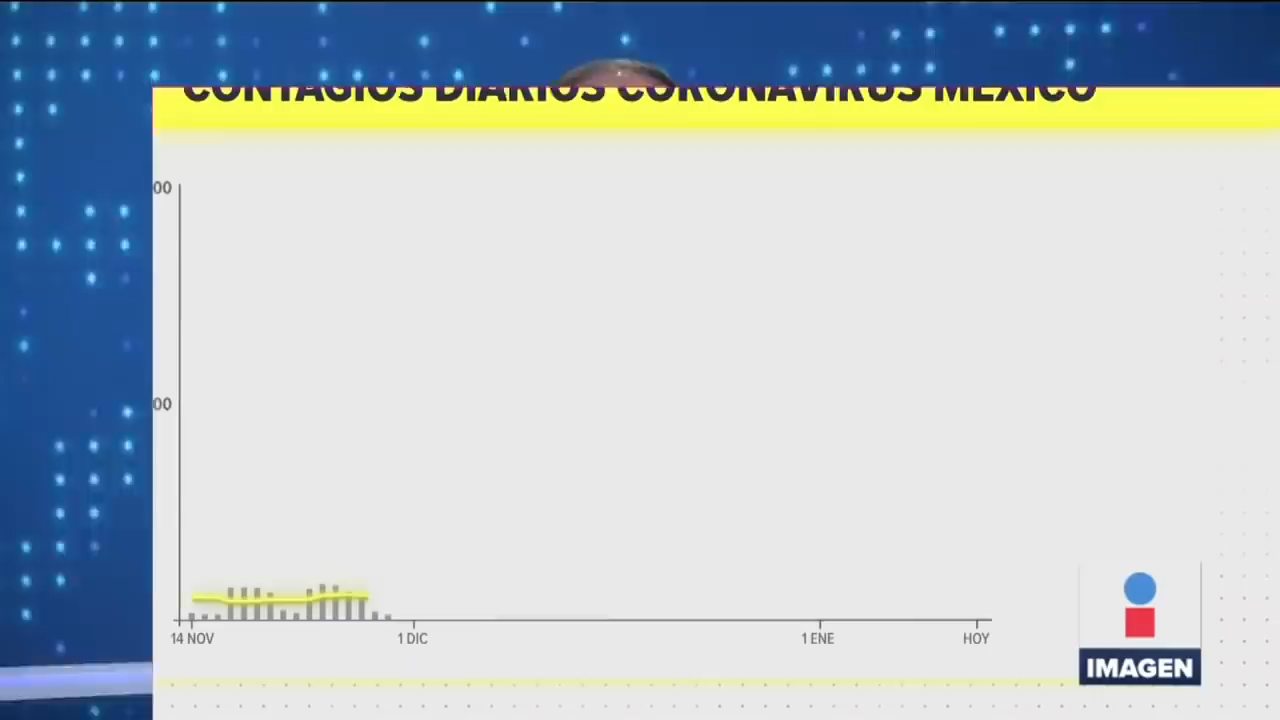 CONTAGIOS DIARIOS CORONAVIRUS MÉXICO
00
00
14 NOV 1 DIC 1 ENE HOY
IMAGEN